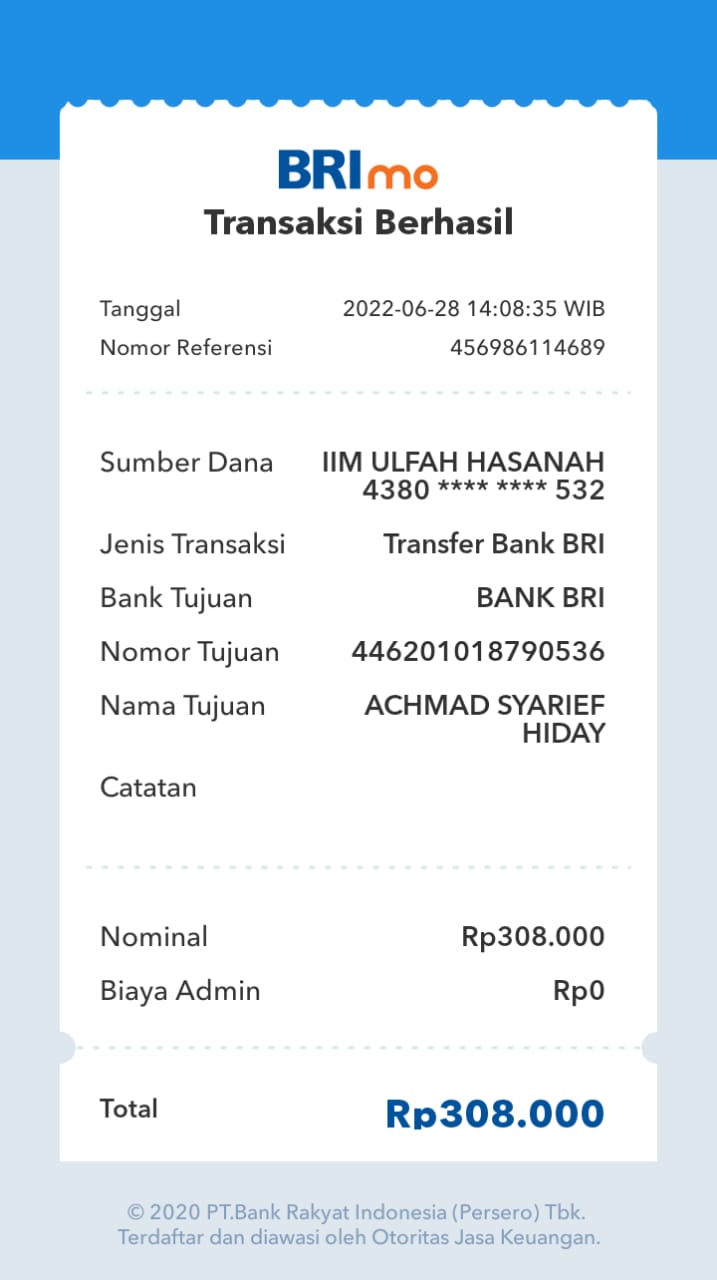 BRImo
Transaksi Berhasil
Tanggal 2022-06-28 14:08:35 WIB
Nomor Referensi 456986114689
Sumber Dana IIM ULFAH HASANAH
4380 **** **** 532
Jenis Transaksi Transfer Bank BRI
Bank Tujuan BANK BRI
Nomor Tujuan 446201018790536
Nama Tujuan ACHMAD SYARIEF
HIDAY
Catatan
Nominal Rp308.000
Biaya Admin Rp0
Total Rp308.000
© 2020 PT.Bank Rakyat Indonesia (Persero) Tbk.
Terdaftar dan diawasi oleh Otoritas Jasa Keuangan.